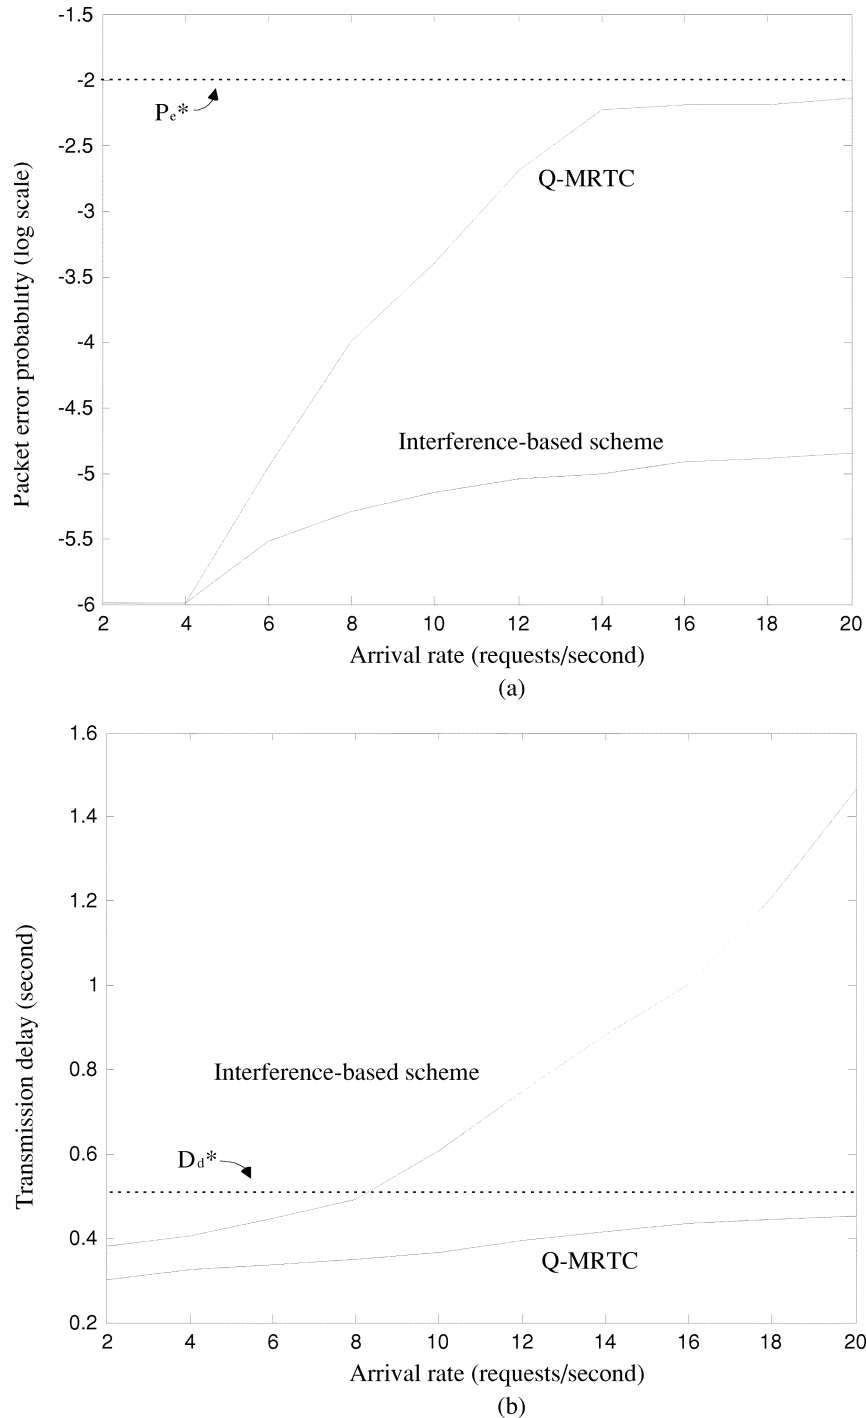 -1.5
-2
Pe*
-2.5
Q-MRTC
-3
-3.5
-4
-4.5
Interference-based scheme
-5
-5.5
-6
2 4 6 8 10 12 14 16 18 20
Packet error probability (log scale)
Arrival rate (requests/second)
(a)
1.6
1.4
1.2
1
0.8
Interference-based scheme
0.6
Dd*
0.4
Q-MRTC
0.2
2 4 6 8 10 12 14 16 18 20
Transmission delay (second)
Arrival rate (requests/second)
(b)